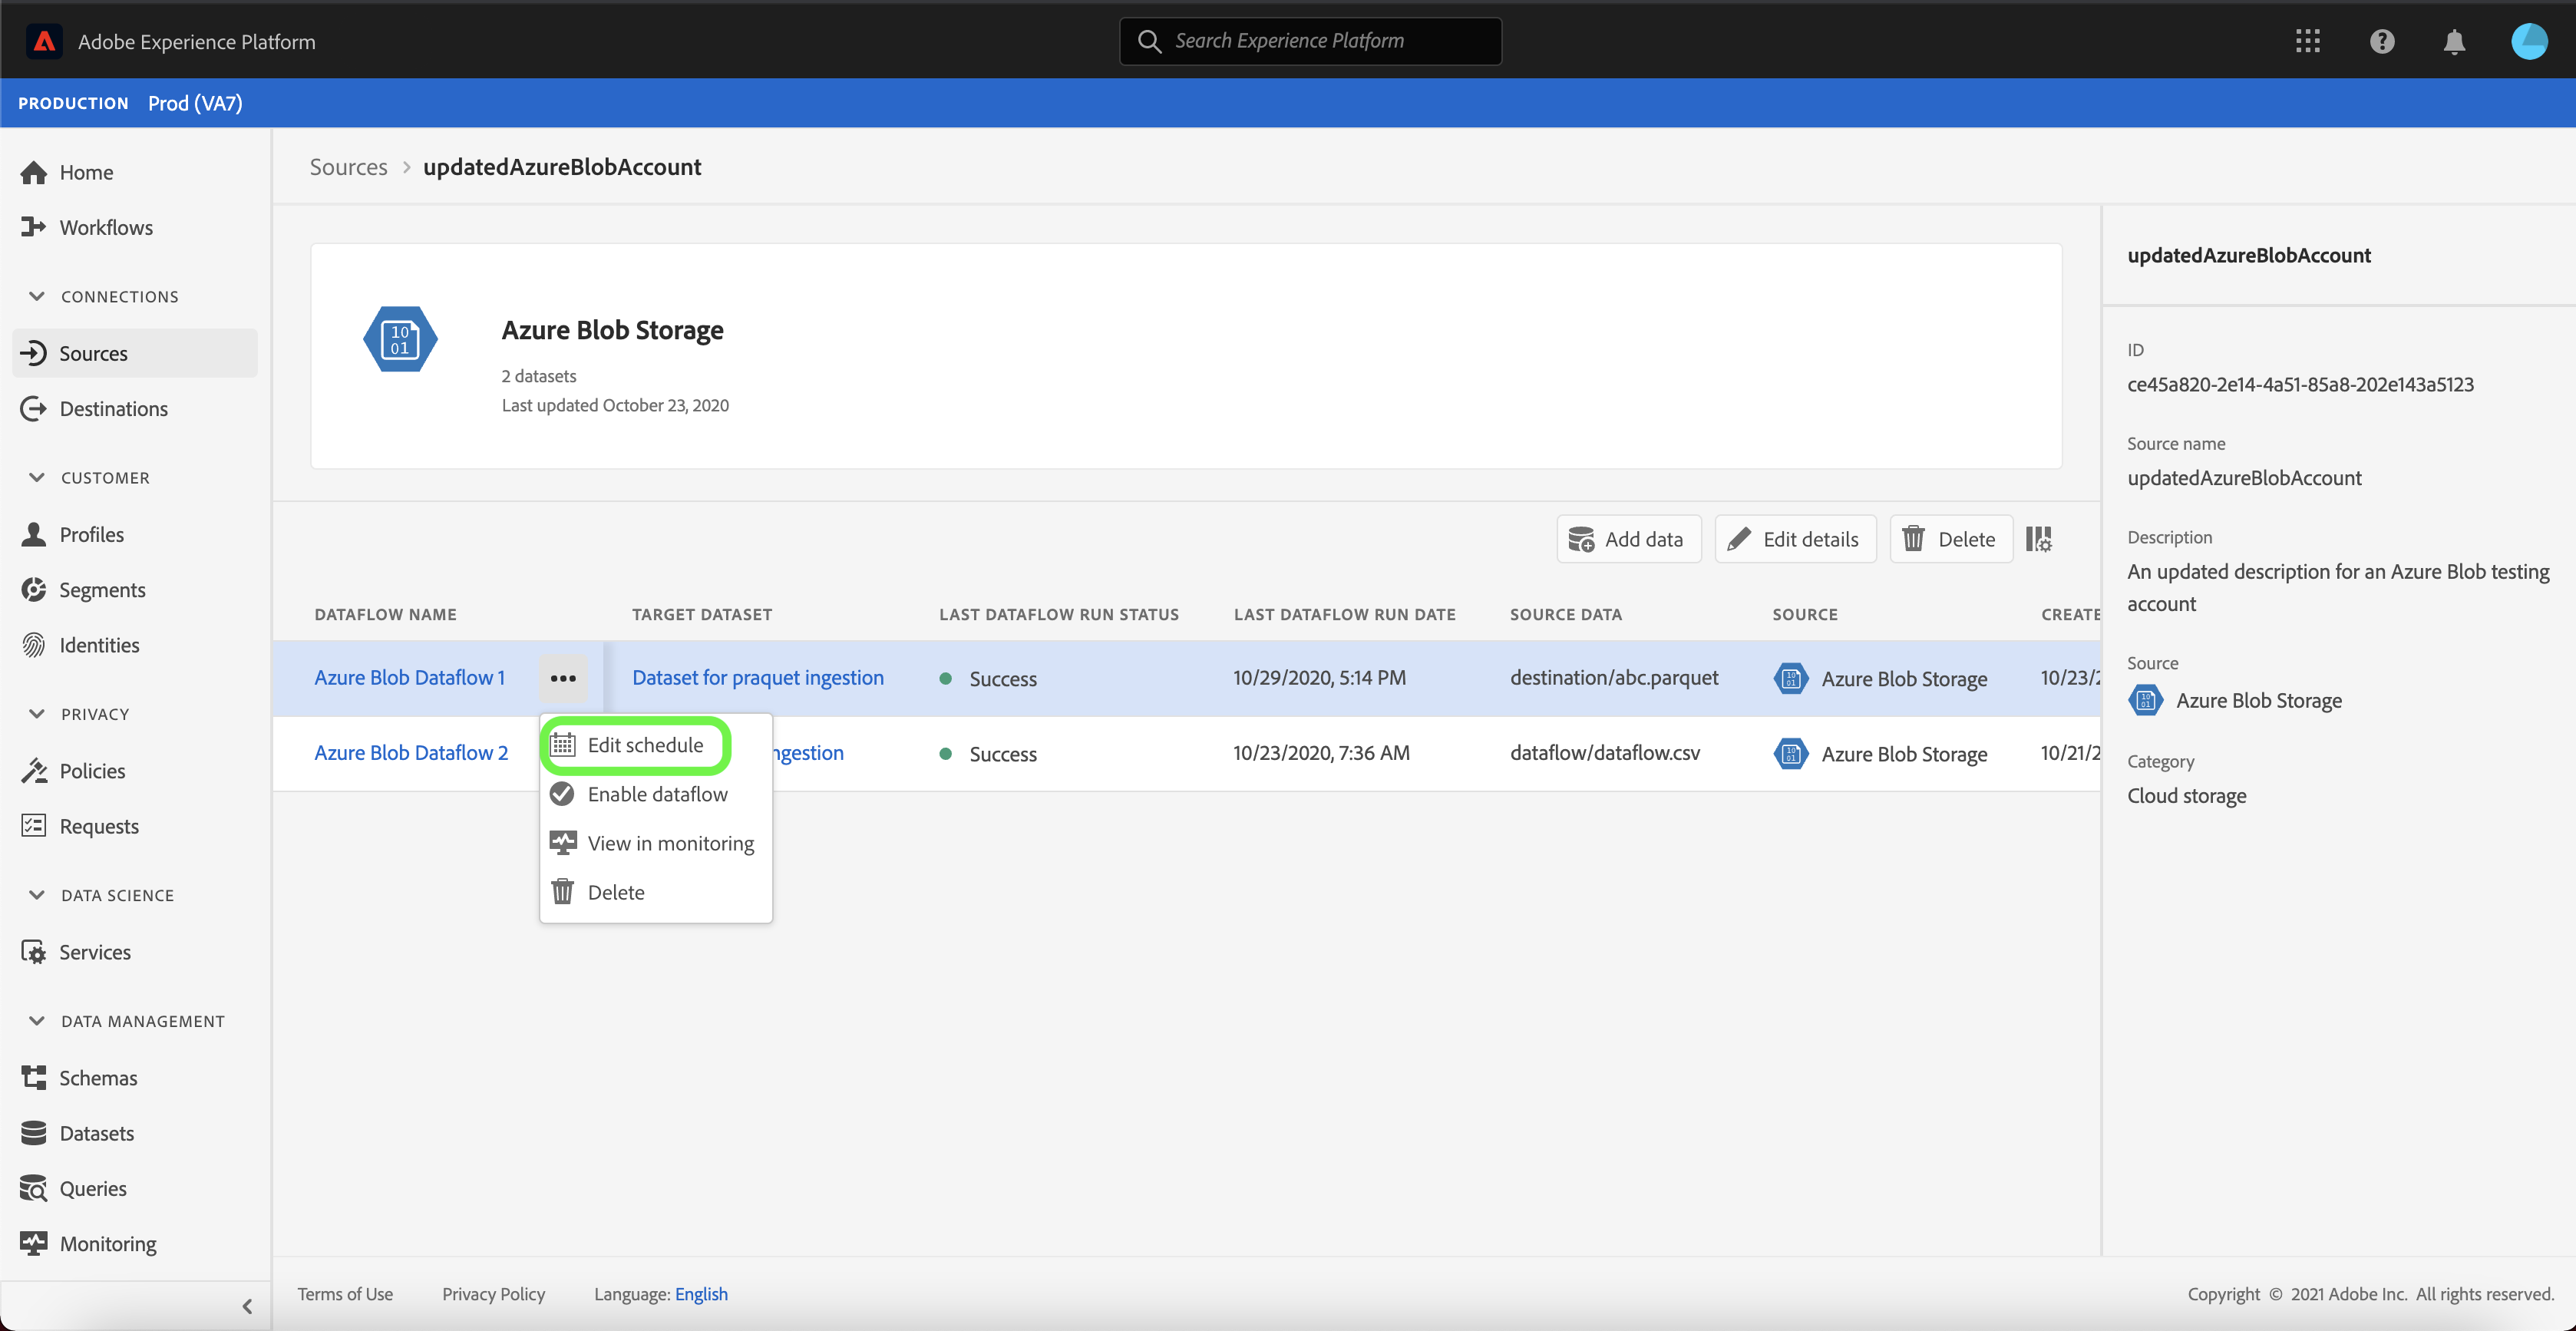 Adobe Experience Platform
Search Experience Platform
PRODUCTION Prod (VA7)
Home
Workflows
CONNECTIONS
Sources
Destinations
CUSTOMER
Profiles
Segments
Identities
PRIVACY
Policies
Requests
DATA SCIENCE
Services
DATA MANAGEMENT
Schemas
Datasets
Queries
Monitoring
Sources > updatedAzureBlobAccount
10
01
Azure Blob Storage
2 datasets
Last updated October 23, 2020
Add data Edit details Delete
DATAFLOW NAME TARGET DATASET LAST DATAFLOW RUN STATUS LAST DATAFLOW RUN DATE SOURCE DATA SOURCE CREATE
Azure Blob Dataflow 1 ••• Dataset for praquet ingestion Success 10/29/2020, 5:14 PM destination/abc.parquet Azure Blob Storage 10/23/2
Azure Blob Dataflow 2 ngestion Success 10/23/2020, 7:36 AM dataflow/dataflow.csv Azure Blob Storage 10/21/2
Edit schedule
Enable dataflow
View in monitoring
Delete
updatedAzureBlobAccount
ID
ce45a820-2e14-4a51-85a8-202e143a5123
Source name
updatedAzureBlobAccount
Description
An updated description for an Azure Blob testing
account
Source
Azure Blob Storage
Category
Cloud storage
Terms of Use Privacy Policy Language: English
Copyright © 2021 Adobe Inc. All rights reserved.